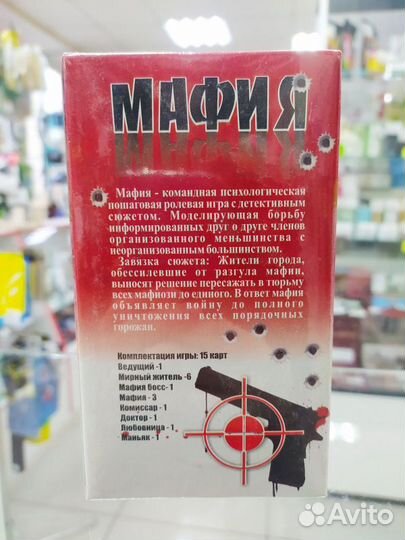 МАФИЯ
Мафия - командная психологическая
пошаговая ролевая игра с детективным
сюжетом. Моделирующая борьбу
информированных друг о друге членов
организованного меньшинства с
неорганизованным большинством.
Завязка сюжета: Жители города,
обессилевшие от разгула мафии,
выносят решение пересажать в тюрьму
всех мафиози до единого. В ответ мафия
объявляет войну до полного
уничтожения всех порядочных
горожан.
Комплектация игры: 15 карт
Ведущий -1
Мирный житель -6
Мафия босс- 1
Мафия - 3
Комиссар - 1
Доктор - 1
Любовница - 1
Маньяк - 1
Avito